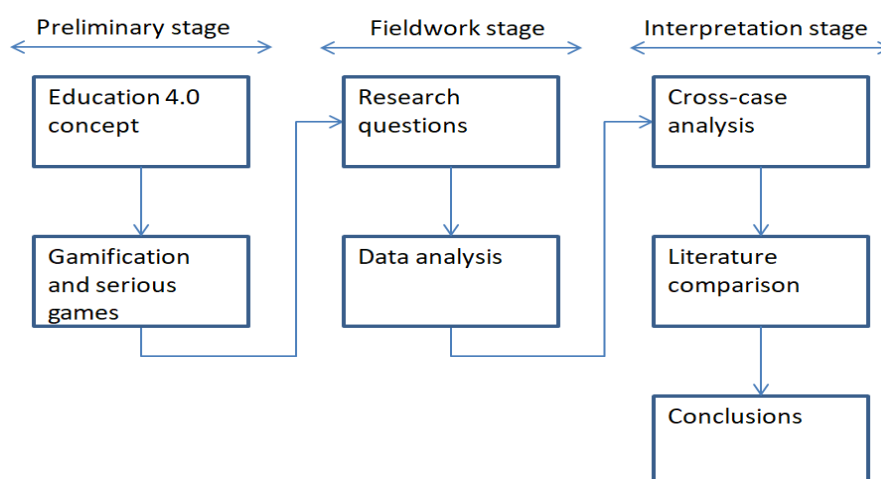 Preliminary stage
Fieldwork stage
Interpretation stage
Education 4.0
concept
Research
questions
Cross-case
analysis
Gamification
and serious
games
Data analysis
Literature
comparison
Conclusions